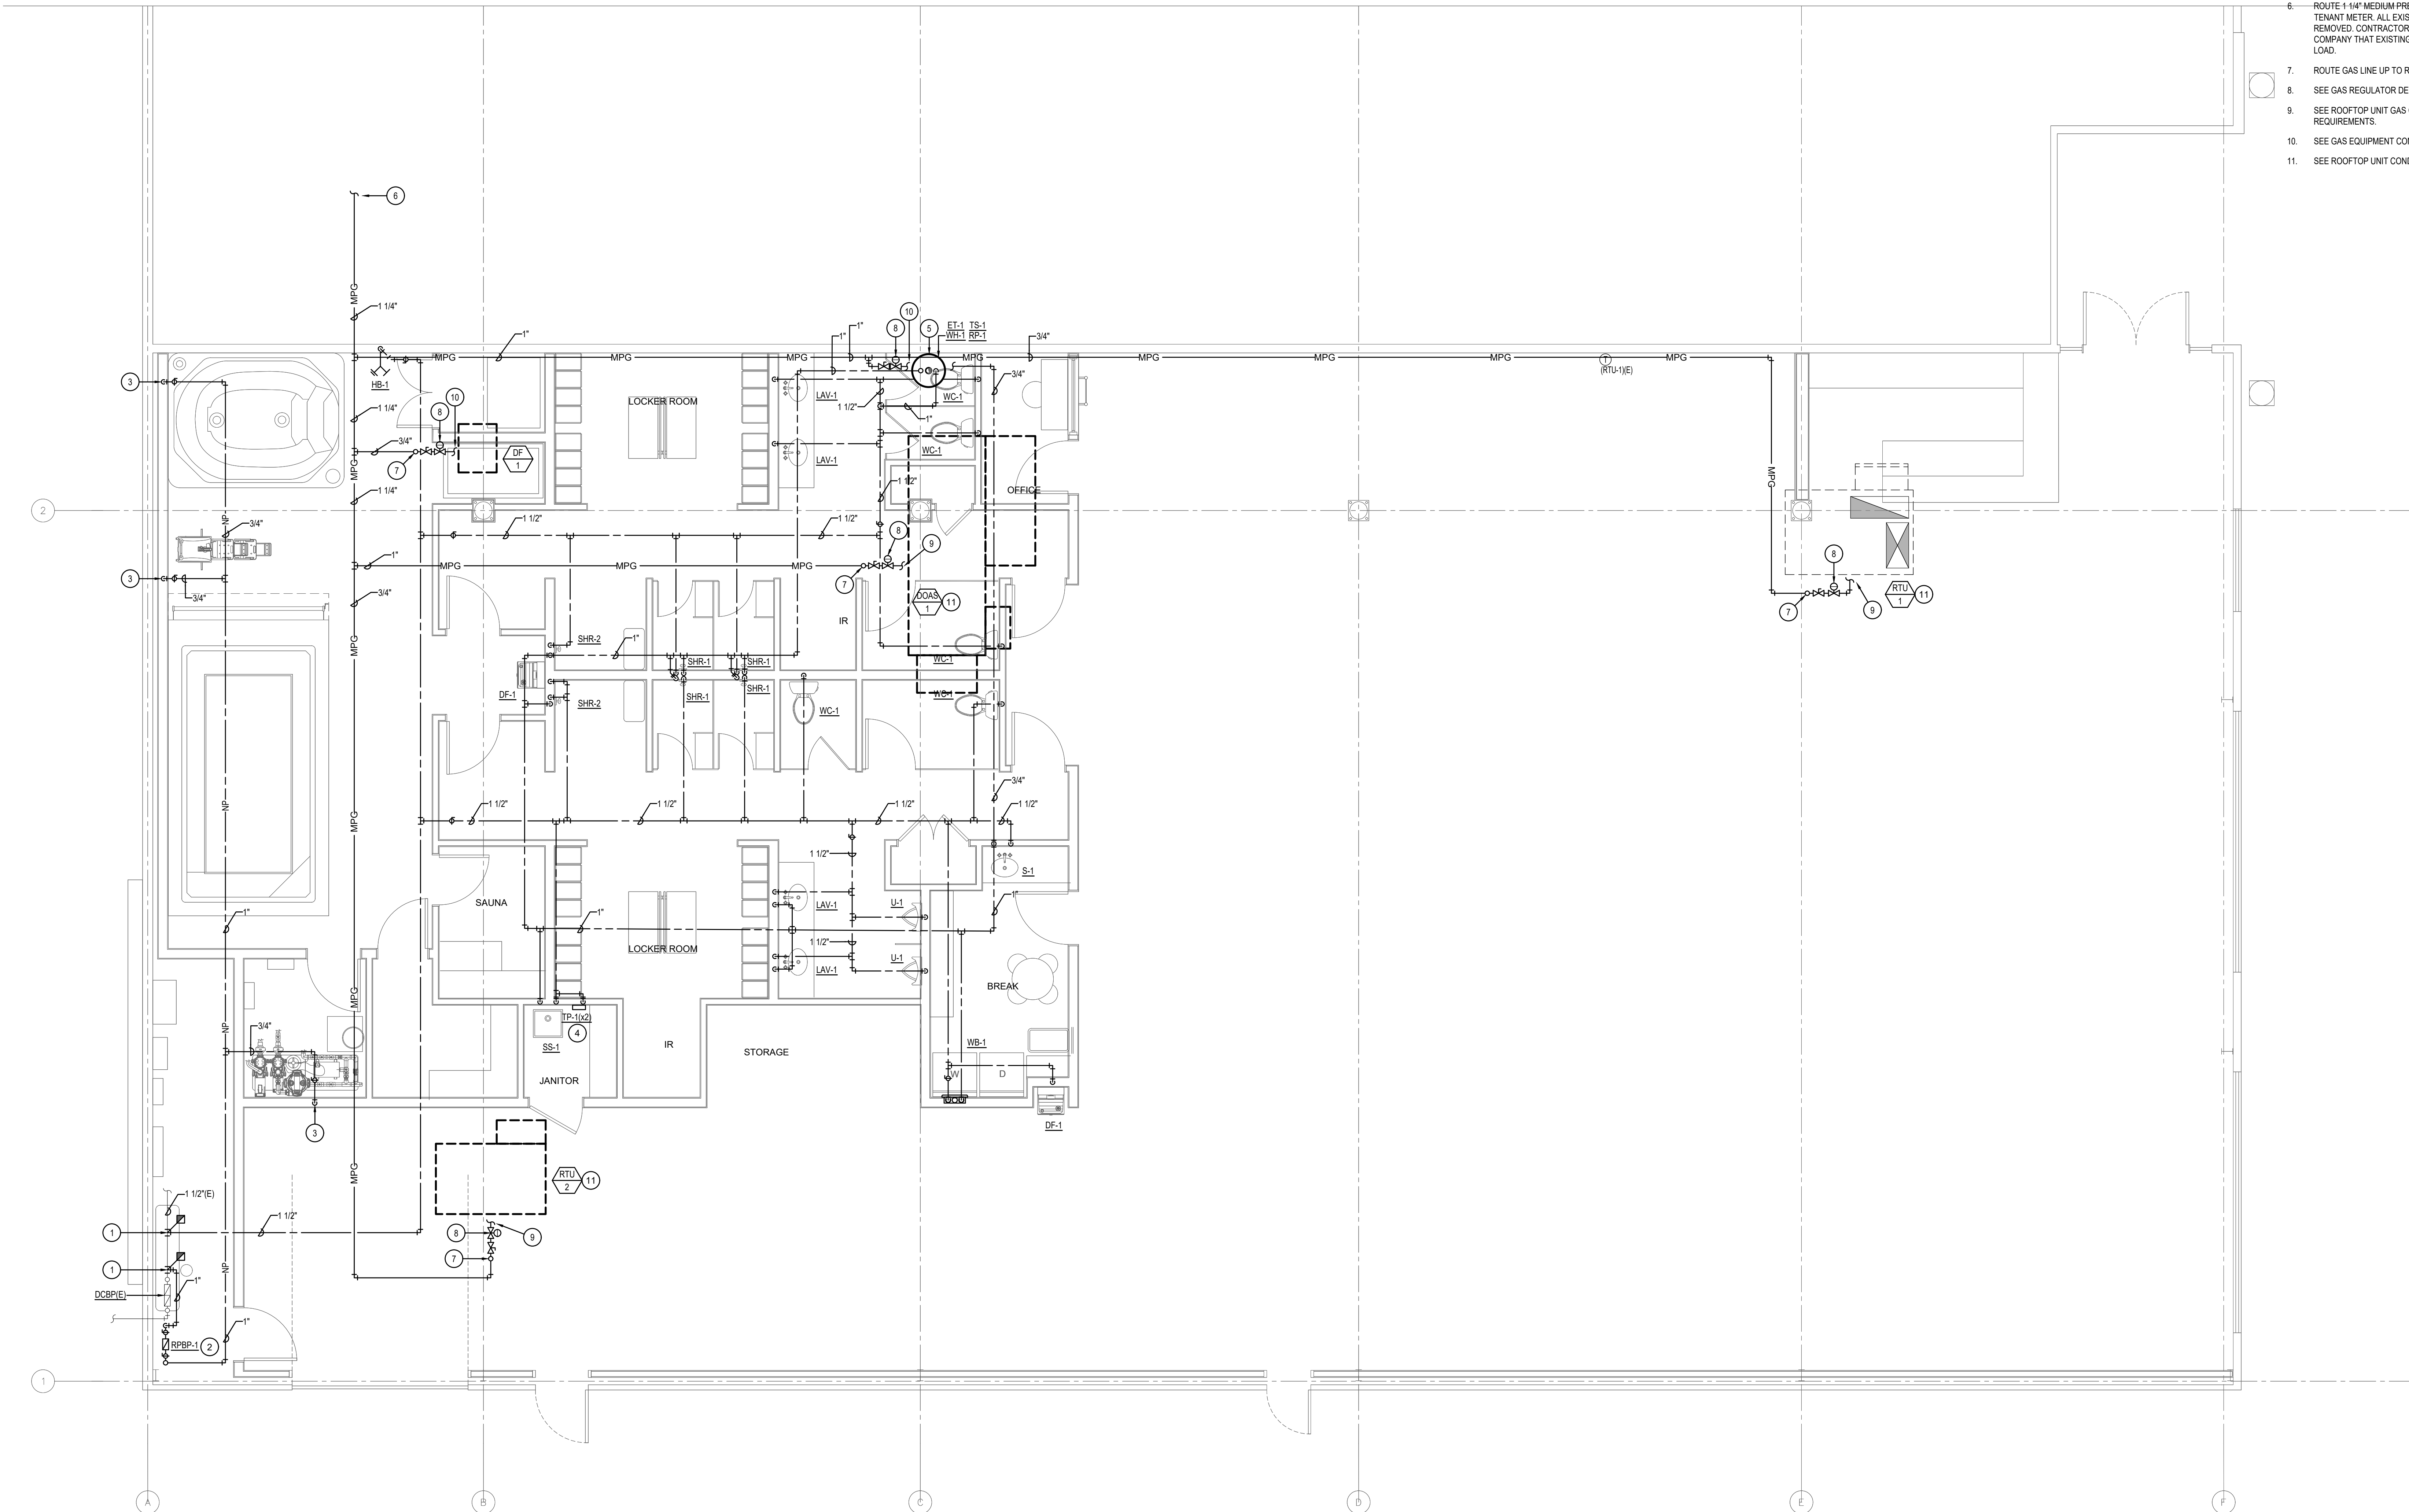 6. ROUTE 1 1/4" MEDIUM PRE
TENANT METER. ALL EXIS
REMOVED. CONTRACTOR
COMPANY THAT EXISTING
LOAD.
7. ROUTE GAS LINE UP TO R
8. SEE GAS REGULATOR DE
9. SEE ROOFTOP UNIT GAS
REQUIREMENTS.
10. SEE GAS EQUIPMENT CO
11. SEE ROOFTOP UNIT CON
6
MPG
1 1/4"
10
8
5
ET-1 TS-1
WH-1 RP-1
1"
1"
1"
3/4"
MPG MPG MPG MPG MPG MPG MPG MPG
T
(RTU-1)(E)
3
HB-1
3/4"
1 1/4"
8
10
LOCKER ROOM
LAV-1
1 1/2"
WC-1
1"
3/4"
7
DF
1
MPG
LAV-1
WC-1
MPG
1 1/4"
1 1/2"
OFFICE
2
NP
3/4"
1 1/2"
1 1/2"
8
9
8
3
1"
MPG MPG MPG
7
3/4"
3/4"
DOAS
1
11
7
9
RTU
1
11
IR
MPG
SHR-2
1"
SHR-1
SHR-1
WC-1
DF-1
SHR-2
SHR-1
SHR-1
WC-1
WC-1
3/4"
NP
MPG
1 1/2"
1 1/2"
1 1/2"
1 1/2"
1 1/2"
S-1
SAUNA
LAV-1
U-1
1"
1"
1"
LOCKER ROOM
1 1/2"
LAV-1
U-1
MPG
BREAK
NP
3/4"
TP-1(x2)
4
SS-1
IR
STORAGE
WB-1
JANITOR
W
D
3
DF-1
MPG
RTU
2
11
1 1/2"(E)
1 1/2"
1
8
9
7
1
NP
1"
DCBP(E)
1"
RPBP-1
2
1
A
B
C
D
E
F